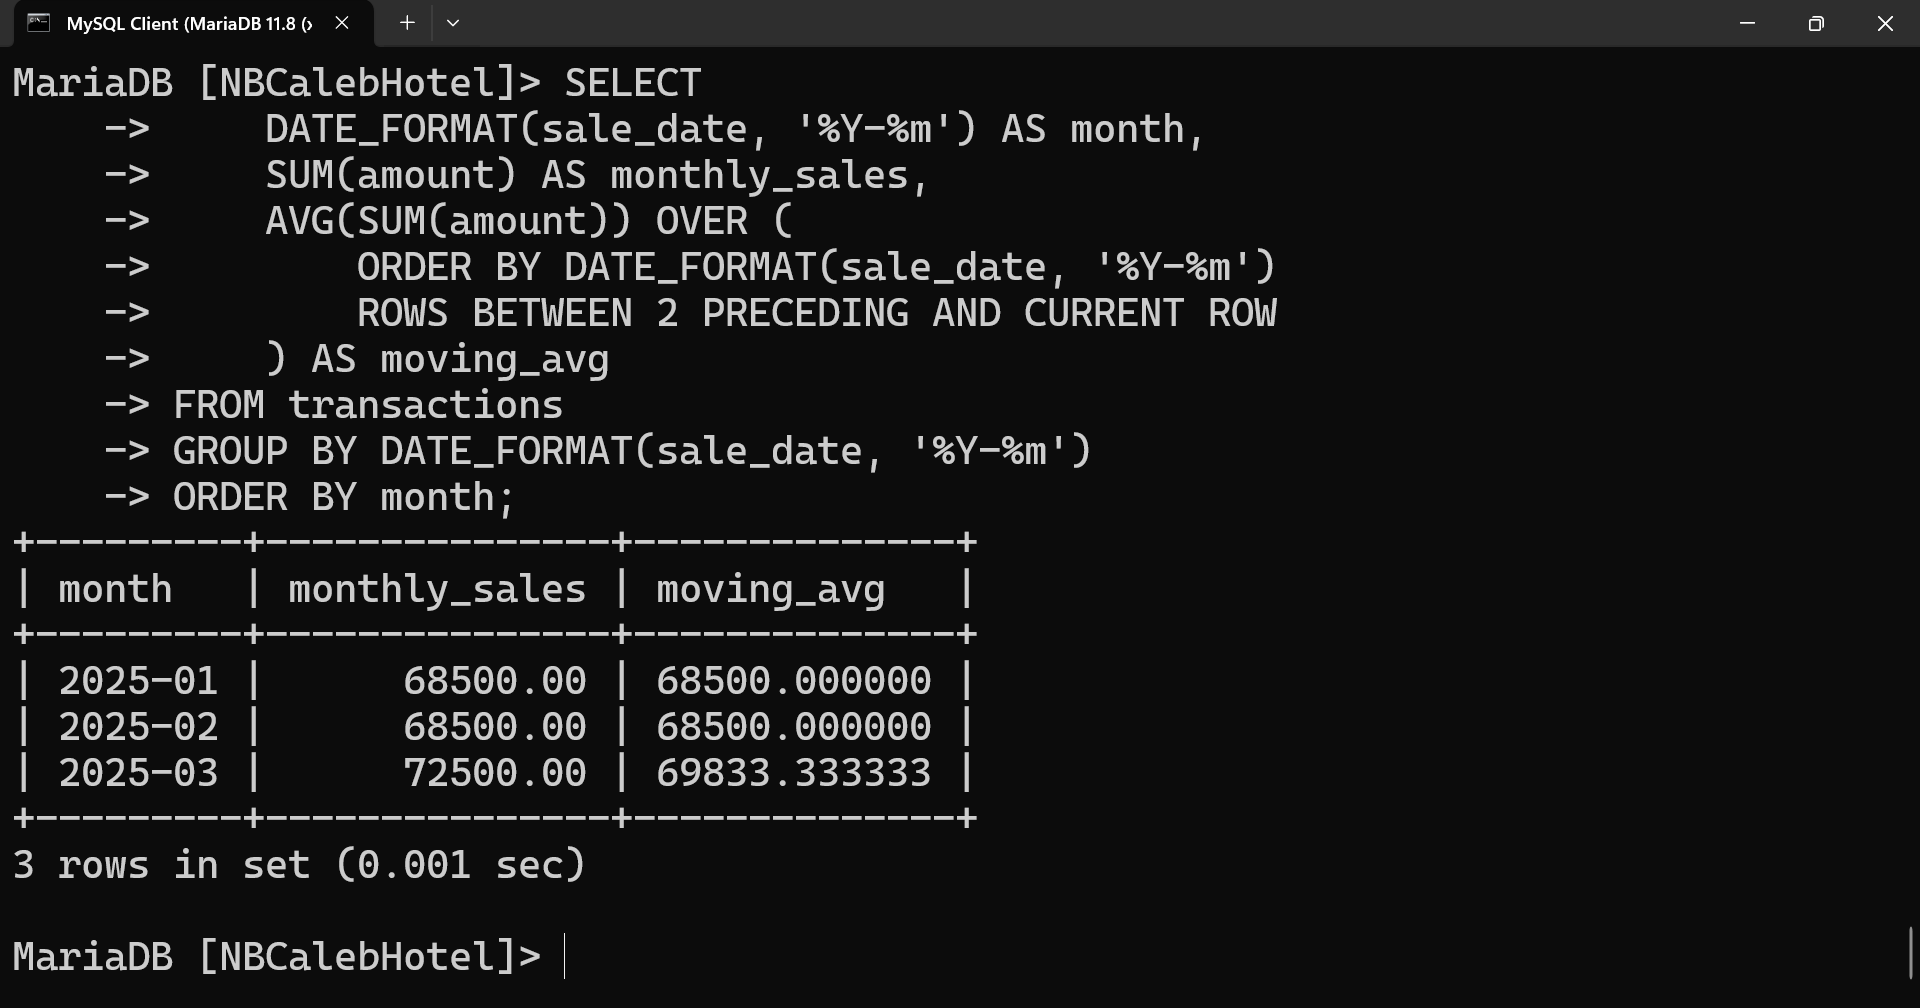 MySQL Client (MariaDB 11.8 (x
MariaDB [NBCalebHotel]> SELECT
    ->     DATE_FORMAT(sale_date, '%Y-%m') AS month,
    ->     SUM(amount) AS monthly_sales,
    ->     AVG(SUM(amount)) OVER (
    ->         ORDER BY DATE_FORMAT(sale_date, '%Y-%m')
    ->         ROWS BETWEEN 2 PRECEDING AND CURRENT ROW
    ->     ) AS moving_avg
    -> FROM transactions
    -> GROUP BY DATE_FORMAT(sale_date, '%Y-%m')
    -> ORDER BY month;
+---------+---------------+--------------+
| month   | monthly_sales | moving_avg   |
+---------+---------------+--------------+
| 2025-01 |      68500.00 | 68500.000000 |
| 2025-02 |      68500.00 | 68500.000000 |
| 2025-03 |      72500.00 | 69833.333333 |
+---------+---------------+--------------+
3 rows in set (0.001 sec)
MariaDB [NBCalebHotel]>